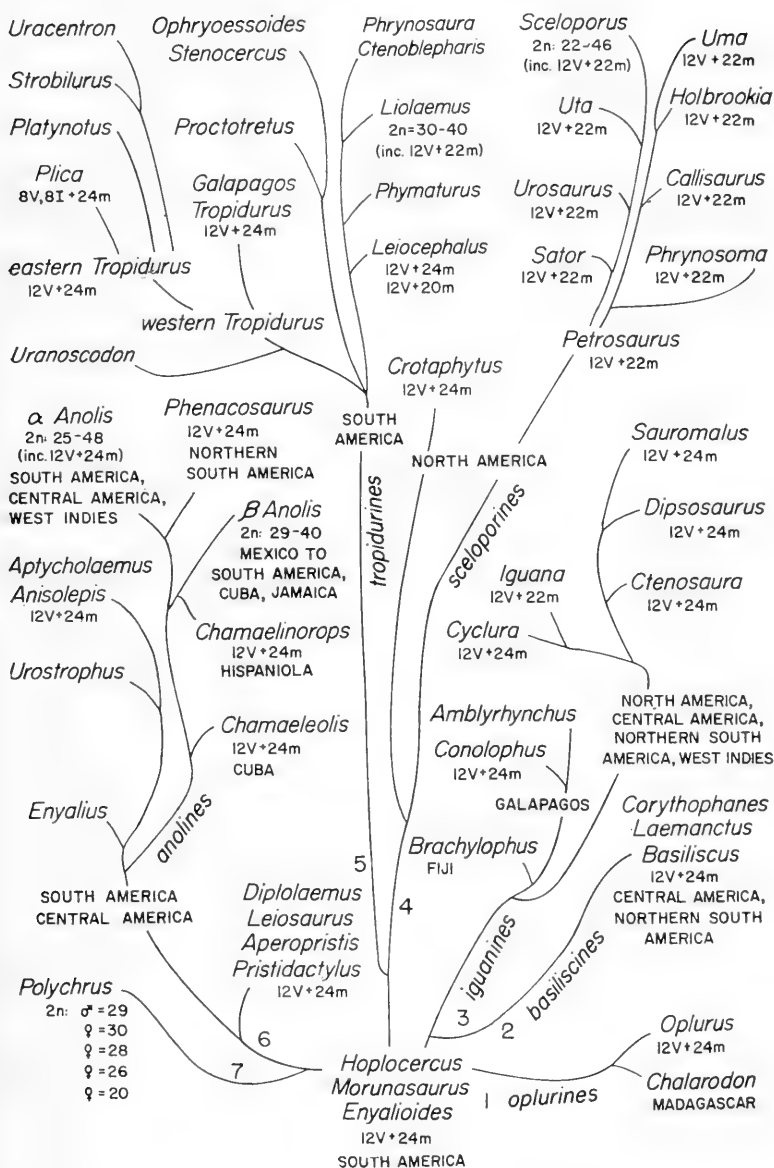 Uracentron
Strobilurus
Platynotus
Plica
8V,8I+24m
eastern Tropidurus
12V+24m
Ophryoessoides
Stenocercus
Proctotretus
Galapagos
Tropidurus
12V+24m
western Tropidurus
Uranoscodon
Phrynosaura
Ctenoblepharis
Liolaemus
2n=30-40
(inc. 12V+22m)
Phymaturus
Leiocephalus
12V+24m
12V+20m
SOUTH
AMERICA
tropidurines
Sceloporus
2n: 22-46
(inc. 12V+22m)
Uta
12V+22m
Urosaurus
12V+22m
Sator
12V+22m
Uma
12V+22m
Holbrookia
12V+22m
Callisaurus
12V+22m
Phrynosoma
12V+22m
Petrosaurus
12V+22m
Crotaphytus
12V+24m
NORTH AMERICA
sceloporines
α Anolis
2n: 25-48
(inc. 12V+24m)
SOUTH AMERICA,
CENTRAL AMERICA,
WEST INDIES
Phenacosaurus
12V+24m
NORTHERN
SOUTH AMERICA
β Anolis
2n: 29-40
MEXICO TO
SOUTH AMERICA,
CUBA, JAMAICA
Chamaelinorops
12V+24m
HISPANIOLA
Chamaeleolis
12V+24m
CUBA
Aptycholaemus
Anisolepis
12V+24m
Urostrophus
Enyalius
anolines
SOUTH AMERICA
CENTRAL AMERICA
Sauromalus
12V+24m
Dipsosaurus
12V+24m
Ctenosaura
12V+24m
Iguana
12V+22m
Cyclura
12V+24m
NORTH AMERICA,
CENTRAL AMERICA,
NORTHERN SOUTH
AMERICA, WEST INDIES
Amblyrhynchus
Conolophus
12V+24m
GALAPAGOS
Brachylophus
FIJI
iguanines
Corythophanes
Laemanctus
Basiliscus
12V+24m
CENTRAL AMERICA,
NORTHERN SOUTH
AMERICA
basiliscines
5
4
3
2
Diplolaemus
Leiosaurus
Aperopristis
Pristidactylus
12V+24m
6
7
Polychrus
2n: ♂=29
♀=30
♀=28
♀=26
♀=20
Hoplocercus
Morunasaurus
Enyalioides
12V+24m
SOUTH AMERICA
1 oplurines
Oplurus
12V+24m
Chalarodon
MADAGASCAR